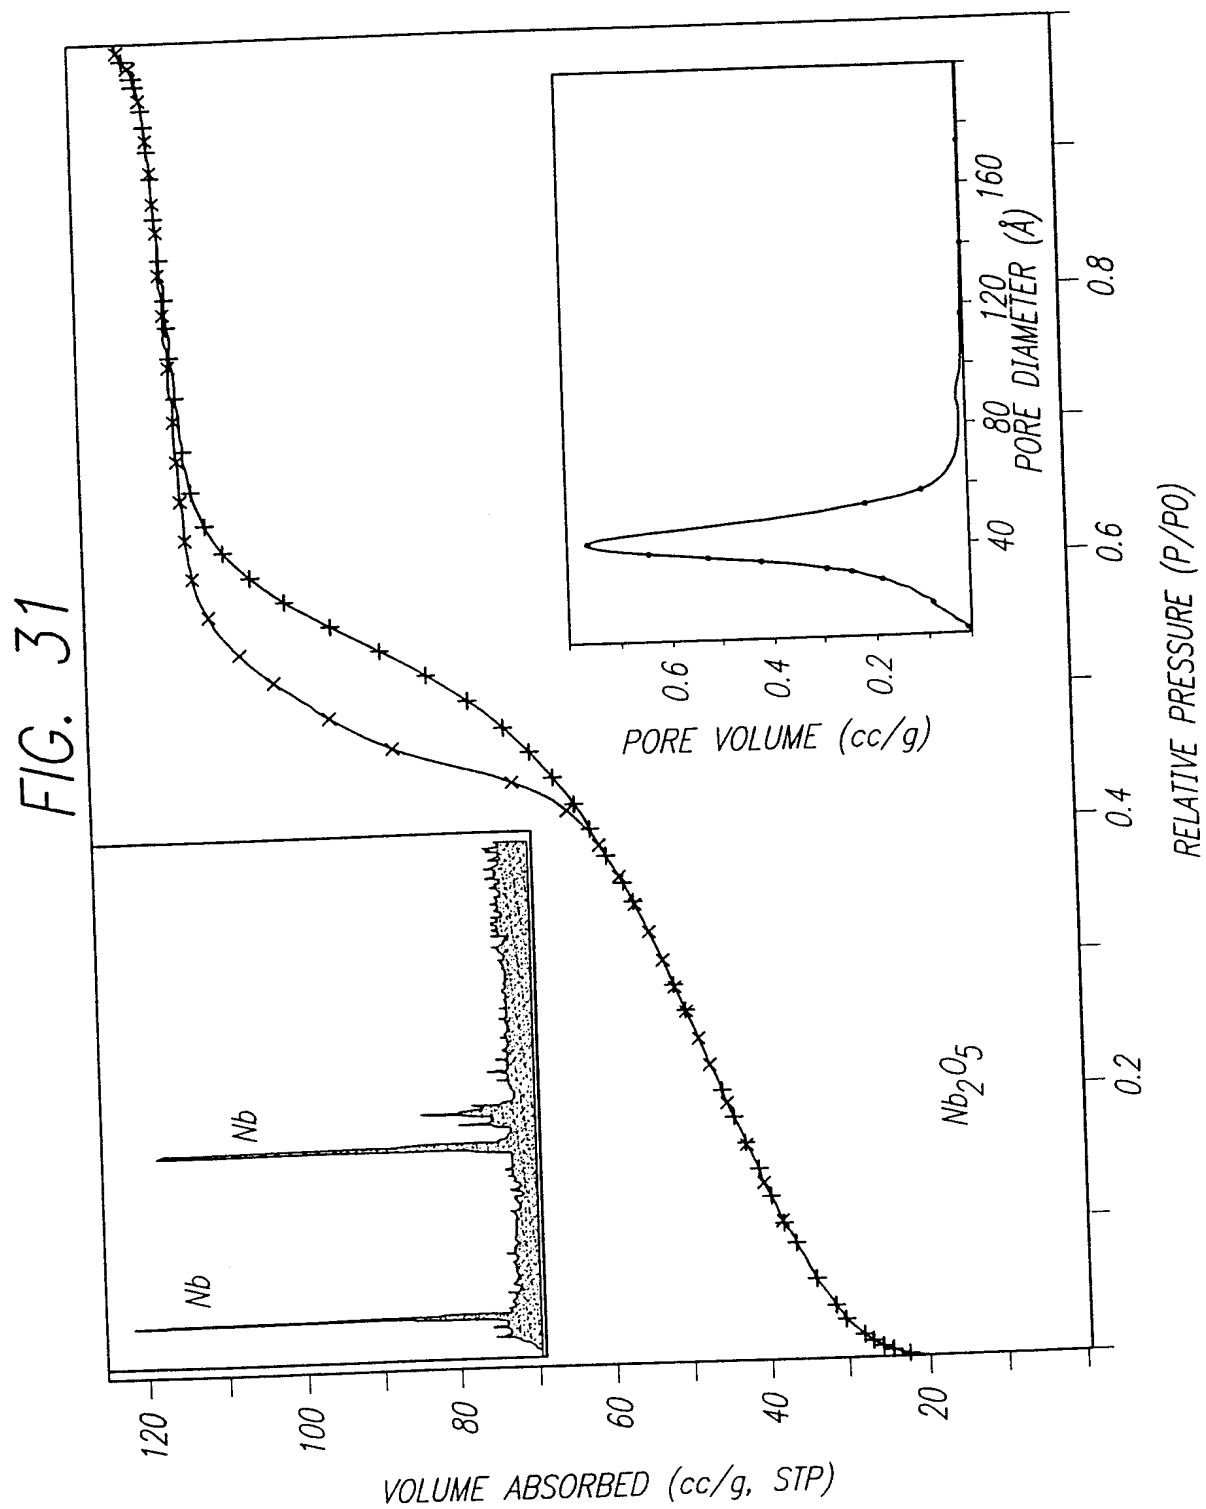 FIG. 31
Nb
Nb
VOLUME ABSORBED (cc/g, STP)
120
100
80
60
40
20
Nb2O5
PORE VOLUME (cc/g)
0.6
0.4
0.2
40
80
120
160
PORE DIAMETER (Å)
0.2
0.4
0.6
0.8
RELATIVE PRESSURE (P/PO)